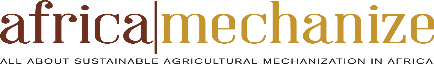 africa|mechanize
ALL ABOUT SUSTAINABLE AGRICULTURAL MECHANIZATION IN AFRICA